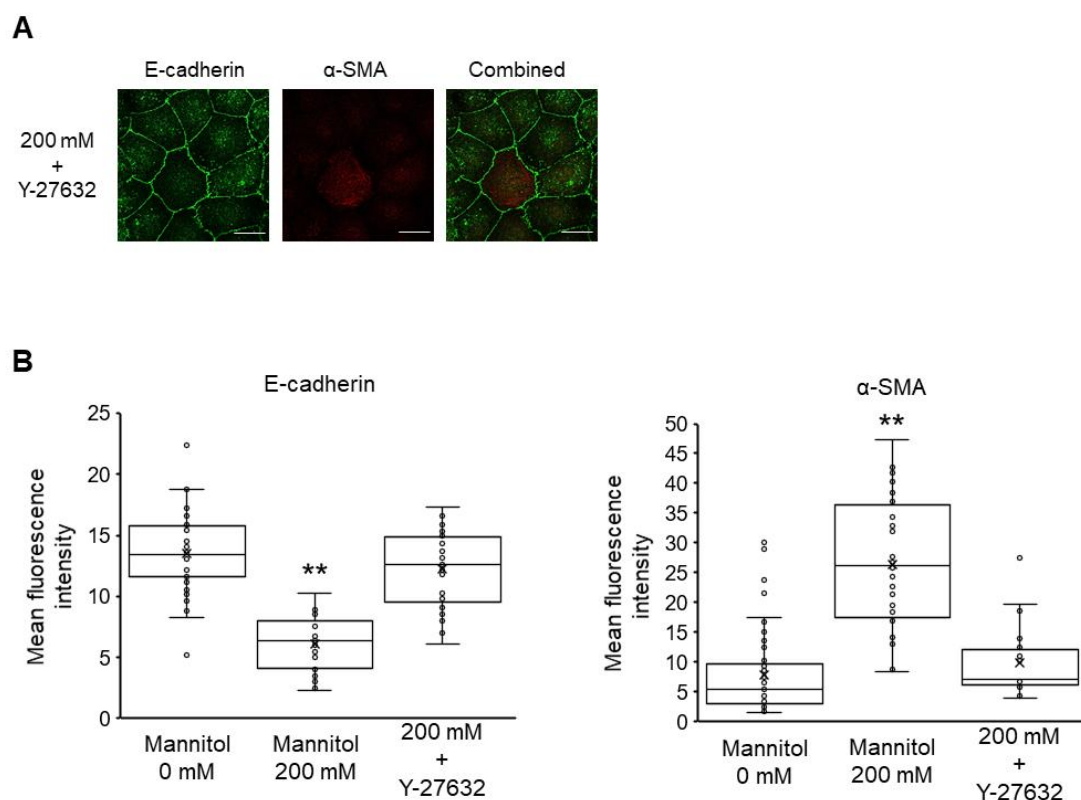 A
E-cadherin α-SMA Combined
200 mM
+
Y-27632
B
E-cadherin
Mean fluorescence
intensity
25
20
15
10
5
0
**
Mannitol
0 mM
Mannitol
200 mM
200 mM
+
Y-27632
α-SMA
Mean fluorescence
intensity
50
45
40
35
30
25
20
15
10
5
0
**
Mannitol
0 mM
Mannitol
200 mM
200 mM
+
Y-27632